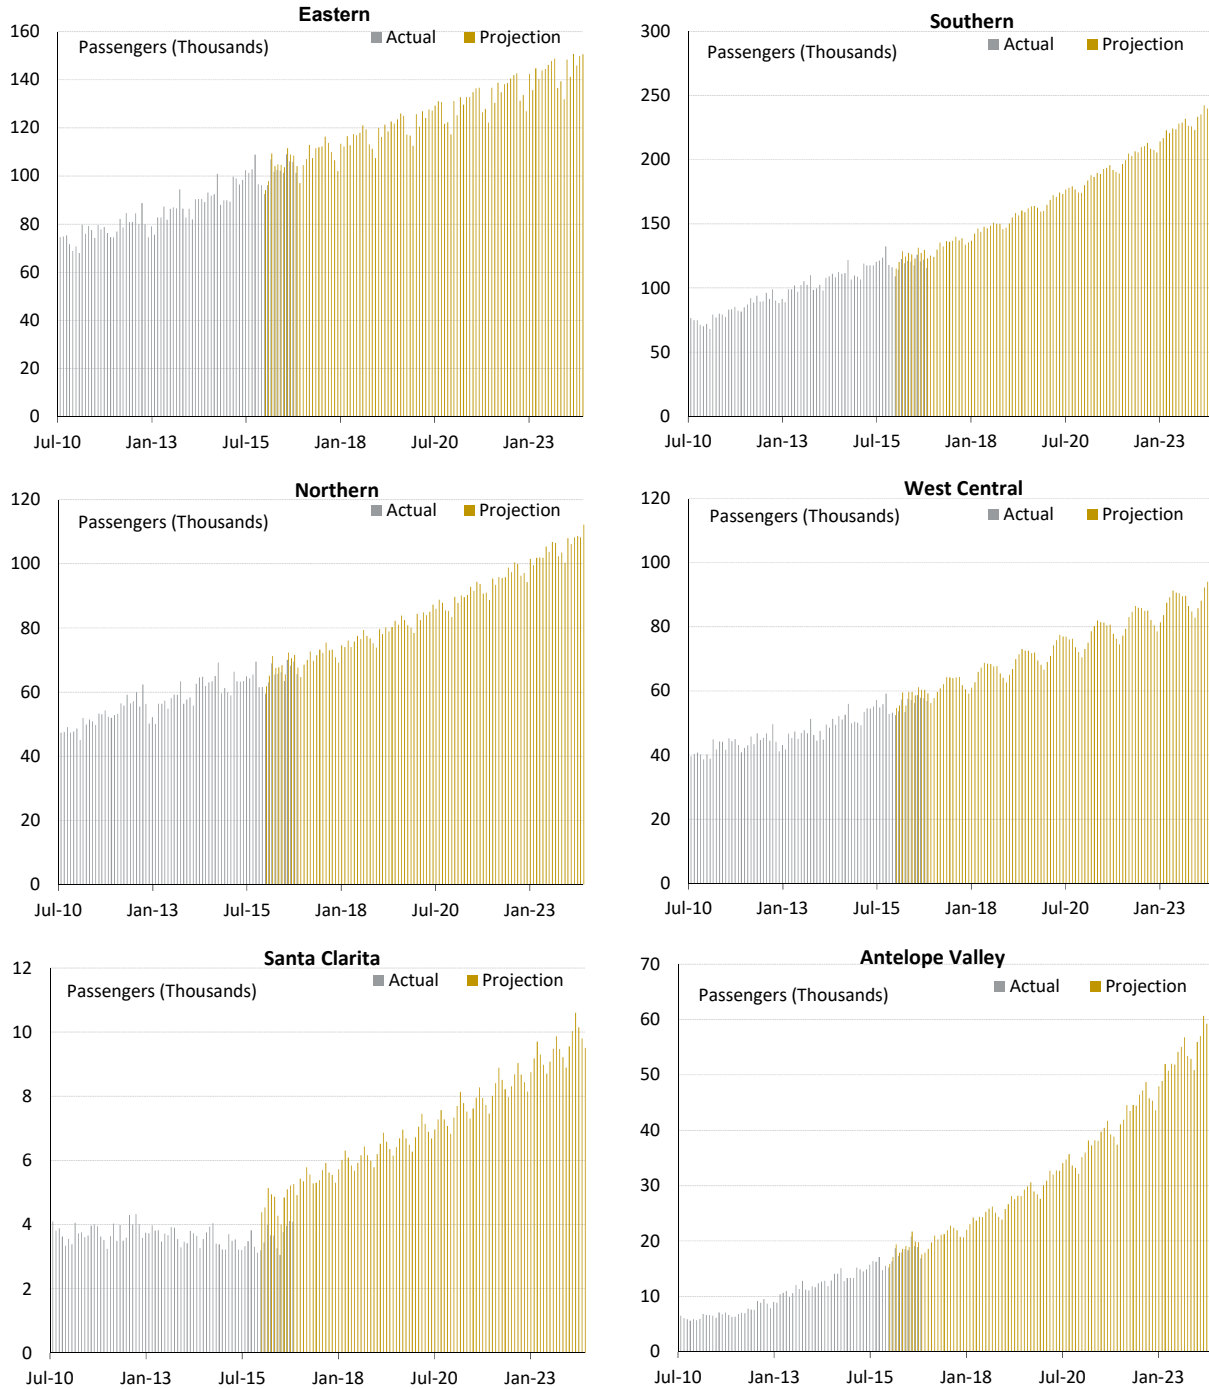 Eastern
Passengers (Thousands) Actual Projection
160
140
120
100
80
60
40
20
0
Jul-10 Jan-13 Jul-15 Jan-18 Jul-20 Jan-23
Southern
Passengers (Thousands) Actual Projection
300
250
200
150
100
50
0
Jul-10 Jan-13 Jul-15 Jan-18 Jul-20 Jan-23
Northern
Passengers (Thousands) Actual Projection
120
100
80
60
40
20
0
Jul-10 Jan-13 Jul-15 Jan-18 Jul-20 Jan-23
West Central
Passengers (Thousands) Actual Projection
120
100
80
60
40
20
0
Jul-10 Jan-13 Jul-15 Jan-18 Jul-20 Jan-23
Santa Clarita
Passengers (Thousands) Actual Projection
12
10
8
6
4
2
0
Jul-10 Jan-13 Jul-15 Jan-18 Jul-20 Jan-23
Antelope Valley
Passengers (Thousands) Actual Projection
70
60
50
40
30
20
10
0
Jul-10 Jan-13 Jul-15 Jan-18 Jul-20 Jan-23